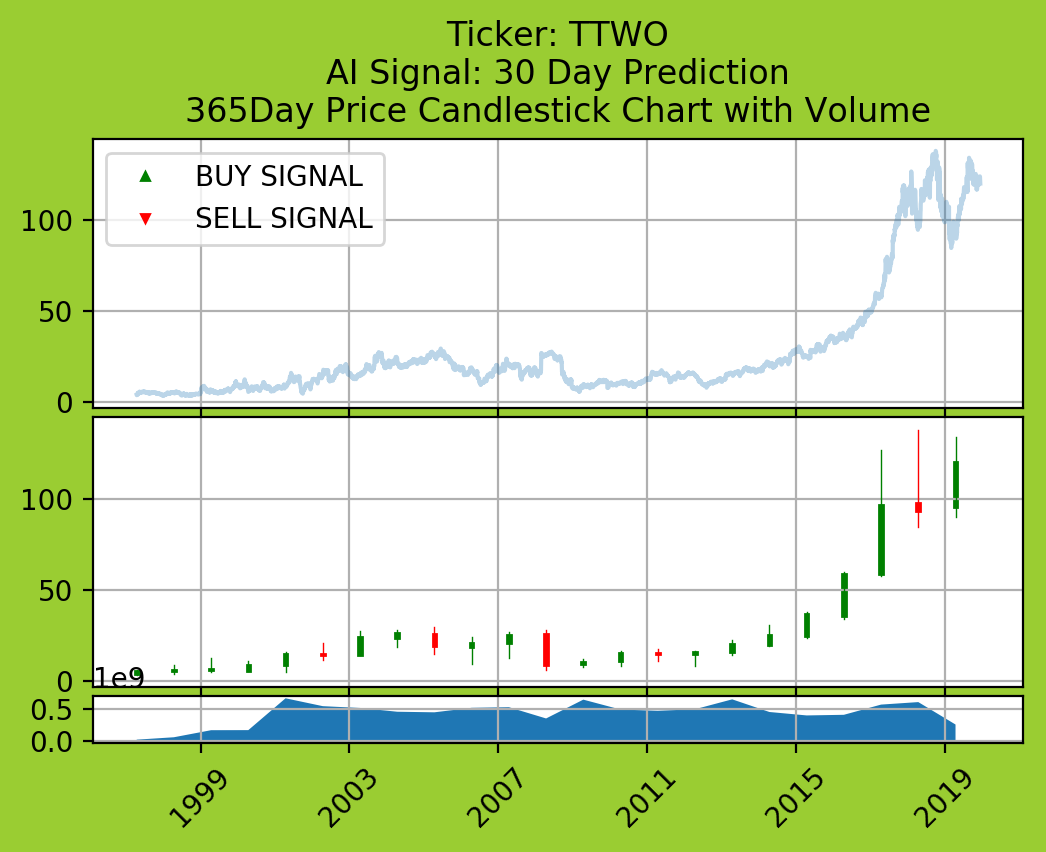 Ticker: TTWO
AI Signal: 30 Day Prediction
365Day Price Candlestick Chart with Volume
BUY SIGNAL
SELL SIGNAL
100
50
0
100
50
0
1e9
0.5
0.0
1999
2003
2007
2011
2015
2019